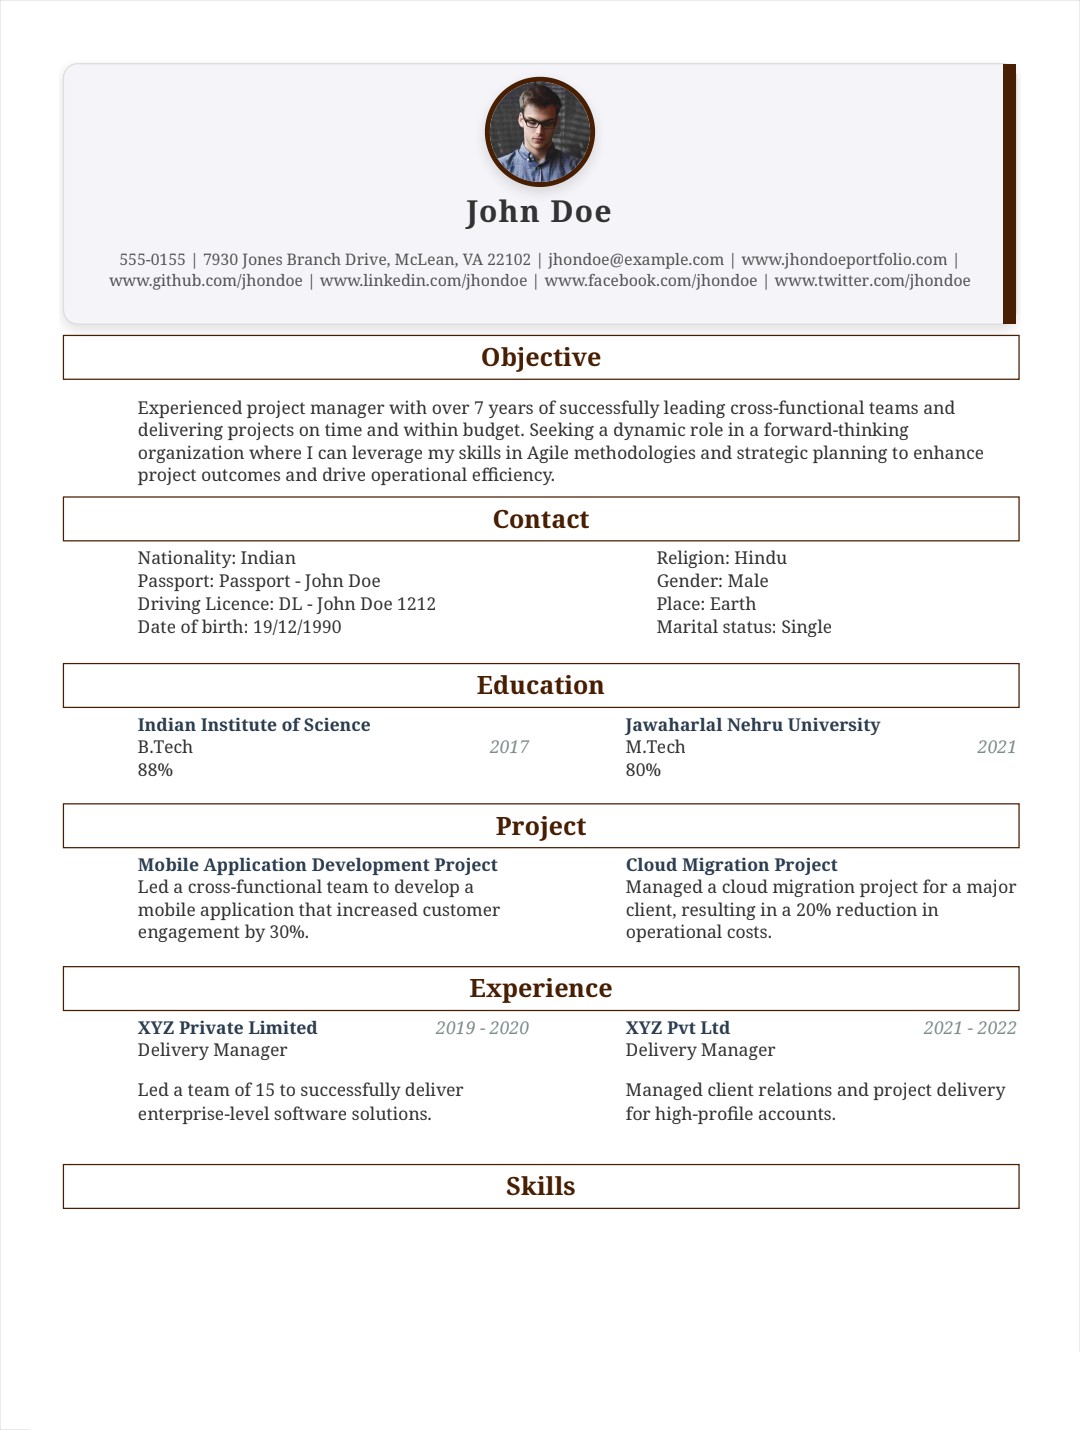 John Doe
555-0155 | 7930 Jones Branch Drive, McLean, VA 22102 | jhondoe@example.com | www.jhondoeportfolio.com |
www.github.com/jhondoe | www.linkedin.com/jhondoe | www.facebook.com/jhondoe | www.twitter.com/jhondoe
Objective
Experienced project manager with over 7 years of successfully leading cross-functional teams and
delivering projects on time and within budget. Seeking a dynamic role in a forward-thinking
organization where I can leverage my skills in Agile methodologies and strategic planning to enhance
project outcomes and drive operational efficiency.
Contact
Nationality: Indian
Passport: Passport - John Doe
Driving Licence: DL - John Doe 1212
Date of birth: 19/12/1990
Religion: Hindu
Gender: Male
Place: Earth
Marital status: Single
Education
Indian Institute of Science
B.Tech 2017
88%
Jawaharlal Nehru University
M.Tech 2021
80%
Project
Mobile Application Development Project
Led a cross-functional team to develop a
mobile application that increased customer
engagement by 30%.
Cloud Migration Project
Managed a cloud migration project for a major
client, resulting in a 20% reduction in
operational costs.
Experience
XYZ Private Limited 2019 - 2020
Delivery Manager
Led a team of 15 to successfully deliver
enterprise-level software solutions.
XYZ Pvt Ltd 2021 - 2022
Delivery Manager
Managed client relations and project delivery
for high-profile accounts.
Skills